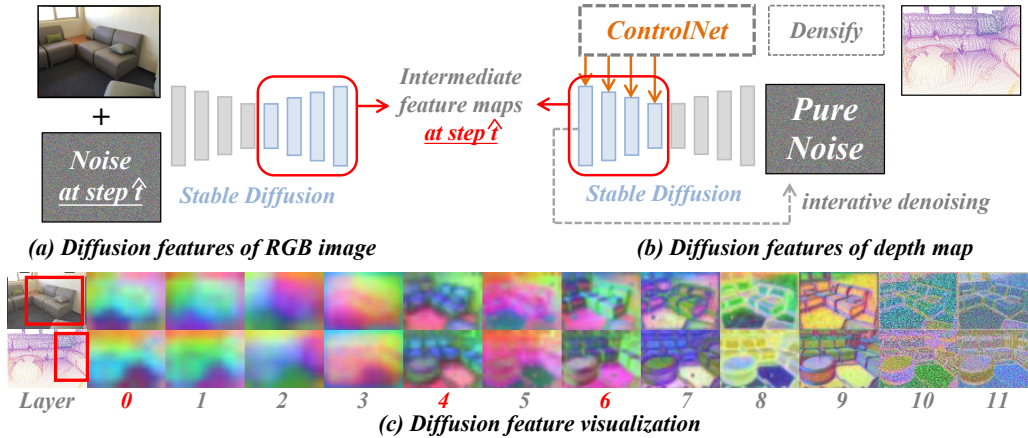 +
Noise
at step t̂
Stable Diffusion
(a) Diffusion features of RGB image
Intermediate
feature maps
at step t̂
ControlNet
Densify
Pure
Noise
Stable Diffusion
interative denoising
(b) Diffusion features of depth map
Layer 0 1 2 3 4 5 6 7 8 9 10 11
(c) Diffusion feature visualization